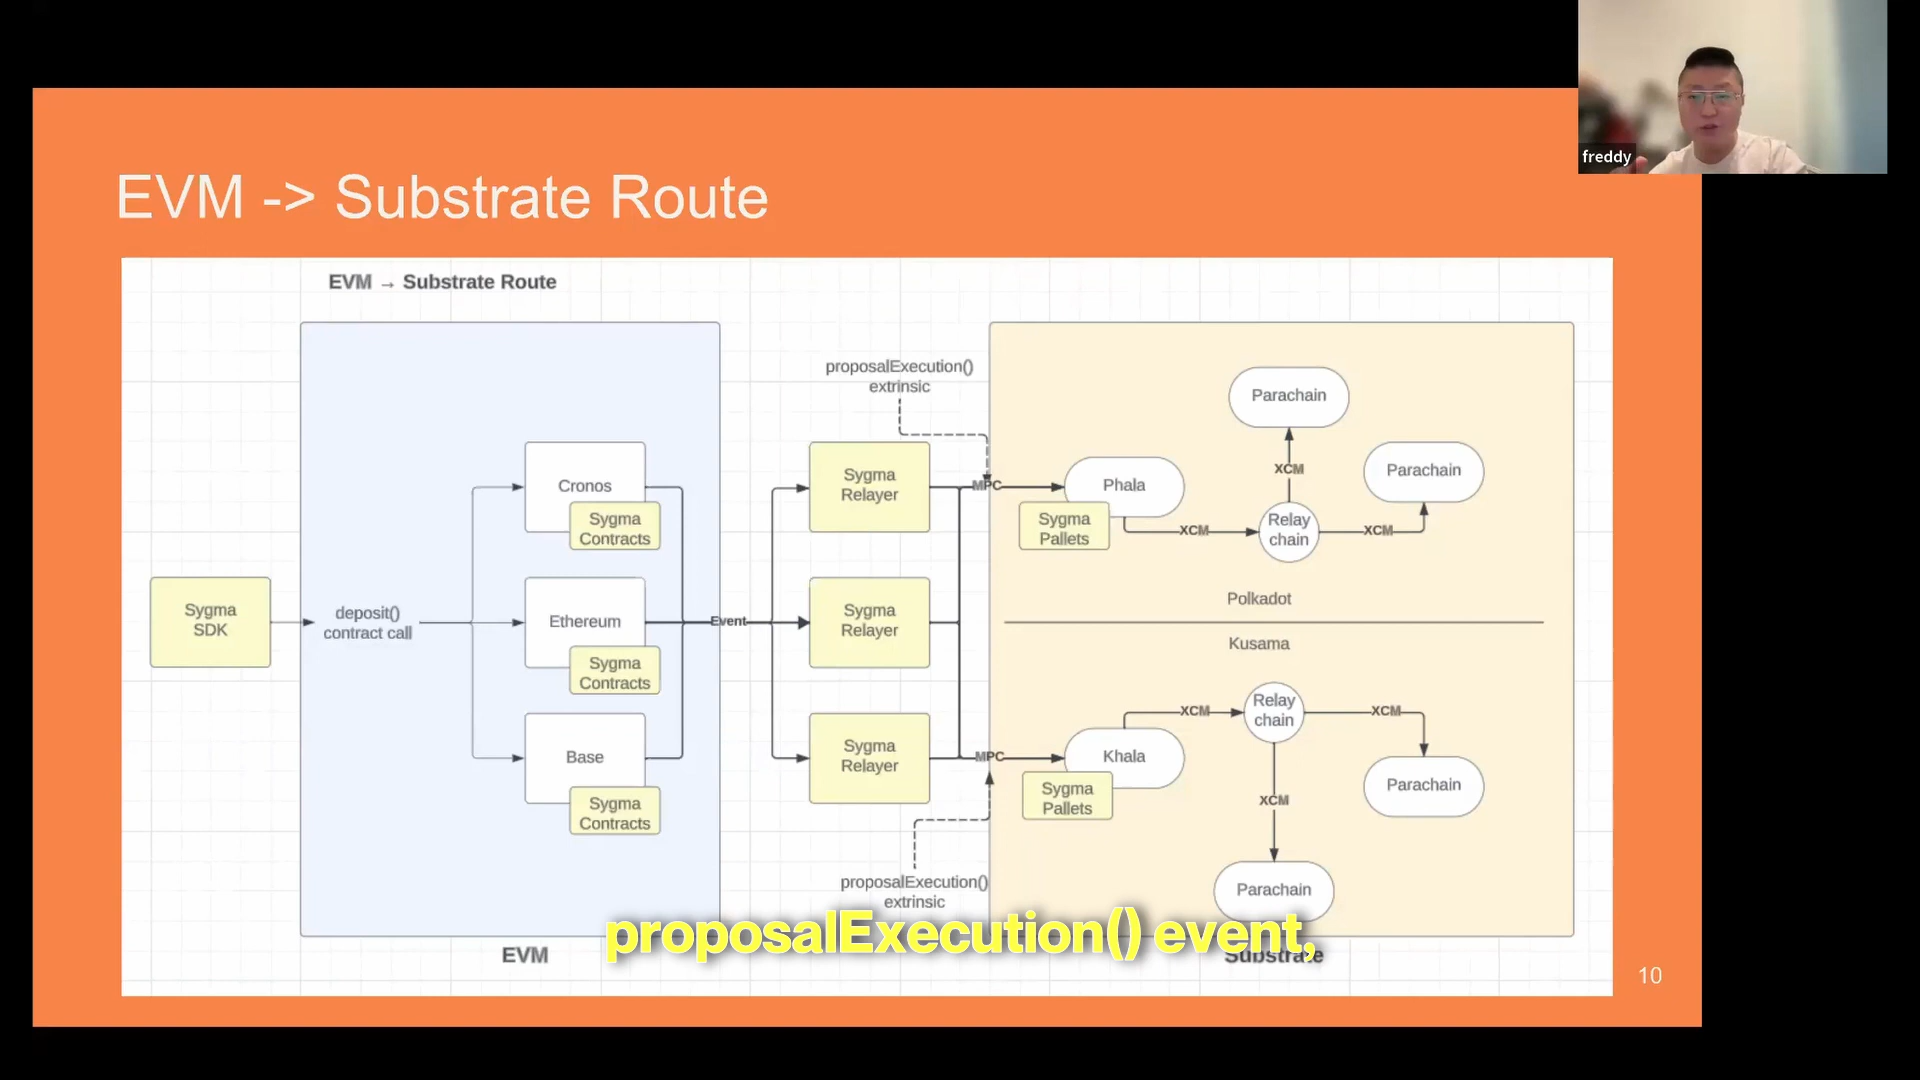 freddy
EVM -> Substrate Route
EVM → Substrate Route
proposalExecution()
extrinsic
Parachain
XCM
Parachain
Cronos
Sygma
Contracts
Sygma
Relayer
MPC
Phala
Sygma
Pallets
XCM
Relay
chain
XCM
Polkadot
Sygma
SDK
deposit()
contract call
Ethereum
Sygma
Contracts
Event
Sygma
Relayer
Kusama
XCM
Relay
chain
XCM
Base
Sygma
Contracts
Sygma
Relayer
MPC
Khala
Sygma
Pallets
XCM
Parachain
proposalExecution()
extrinsic
Parachain
proposalExecution() event,
EVM
Substrate
10